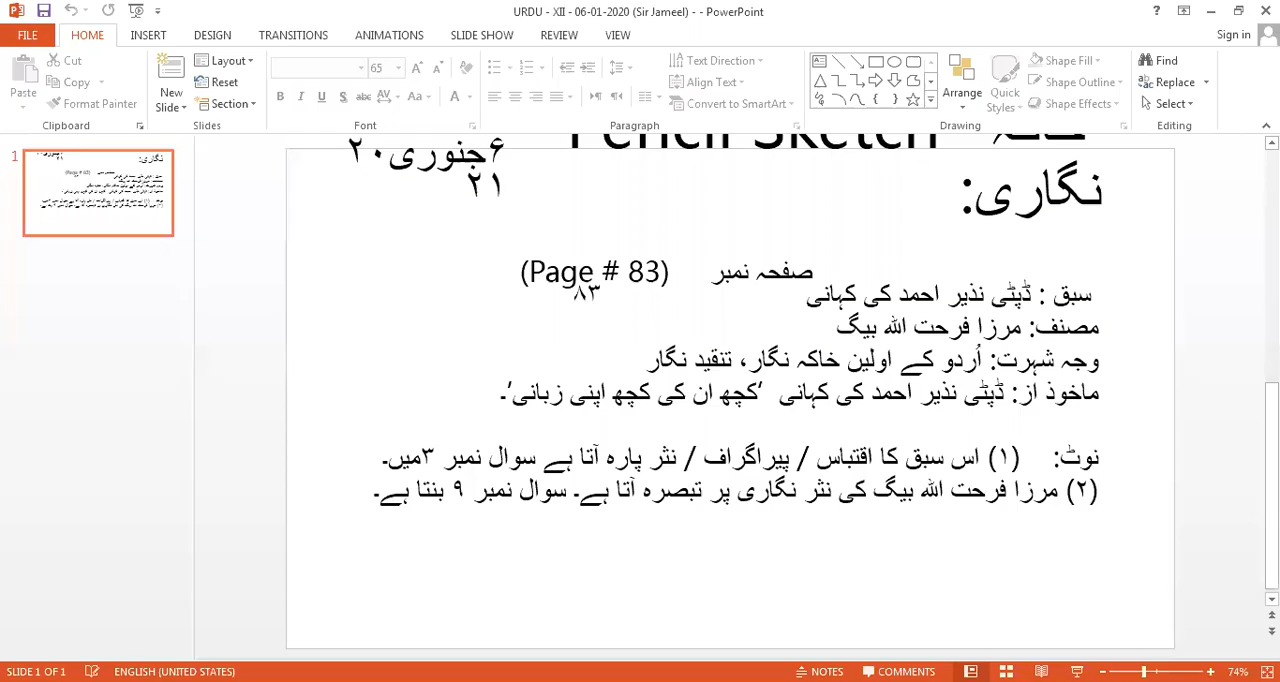 URDU - XII - 06-01-2020 (Sir Jameel) - - PowerPoint
Sign in
FILE HOME INSERT DESIGN TRANSITIONS ANIMATIONS SLIDE SHOW REVIEW VIEW
Paste
Cut
Copy
Format Painter
Clipboard
New Slide
Layout
Reset
Section
Slides
65
B I U S abc AV Aa A
Font
Text Direction
Align Text
Convert to SmartArt
Paragraph
Arrange
Quick Styles
Shape Fill
Shape Outline
Shape Effects
Drawing
Find
Replace
Select
Editing
1
Pencil Sketch
نگاری:
۶جنوری۲۰
۲۱
صفحہ نمبر (Page # 83)
۸۳
سبق : ڈپٹی نذیر احمد کی کہانی
مصنف: مرزا فرحت اللہ بیگ
وجہ شہرت: اُردو کے اولین خاکہ نگار، تنقید نگار
ماخوذ از: ڈپٹی نذیر احمد کی کہانی ‘کچھ ان کی کچھ اپنی زبانی’۔
نوٹ: (۱) اس سبق کا اقتباس / پیراگراف / نثر پارہ آتا ہے سوال نمبر ۳میں۔
(۲) مرزا فرحت اللہ بیگ کی نثر نگاری پر تبصرہ آتا ہے۔ سوال نمبر ۹ بنتا ہے۔
SLIDE 1 OF 1 ENGLISH (UNITED STATES) NOTES COMMENTS 74%